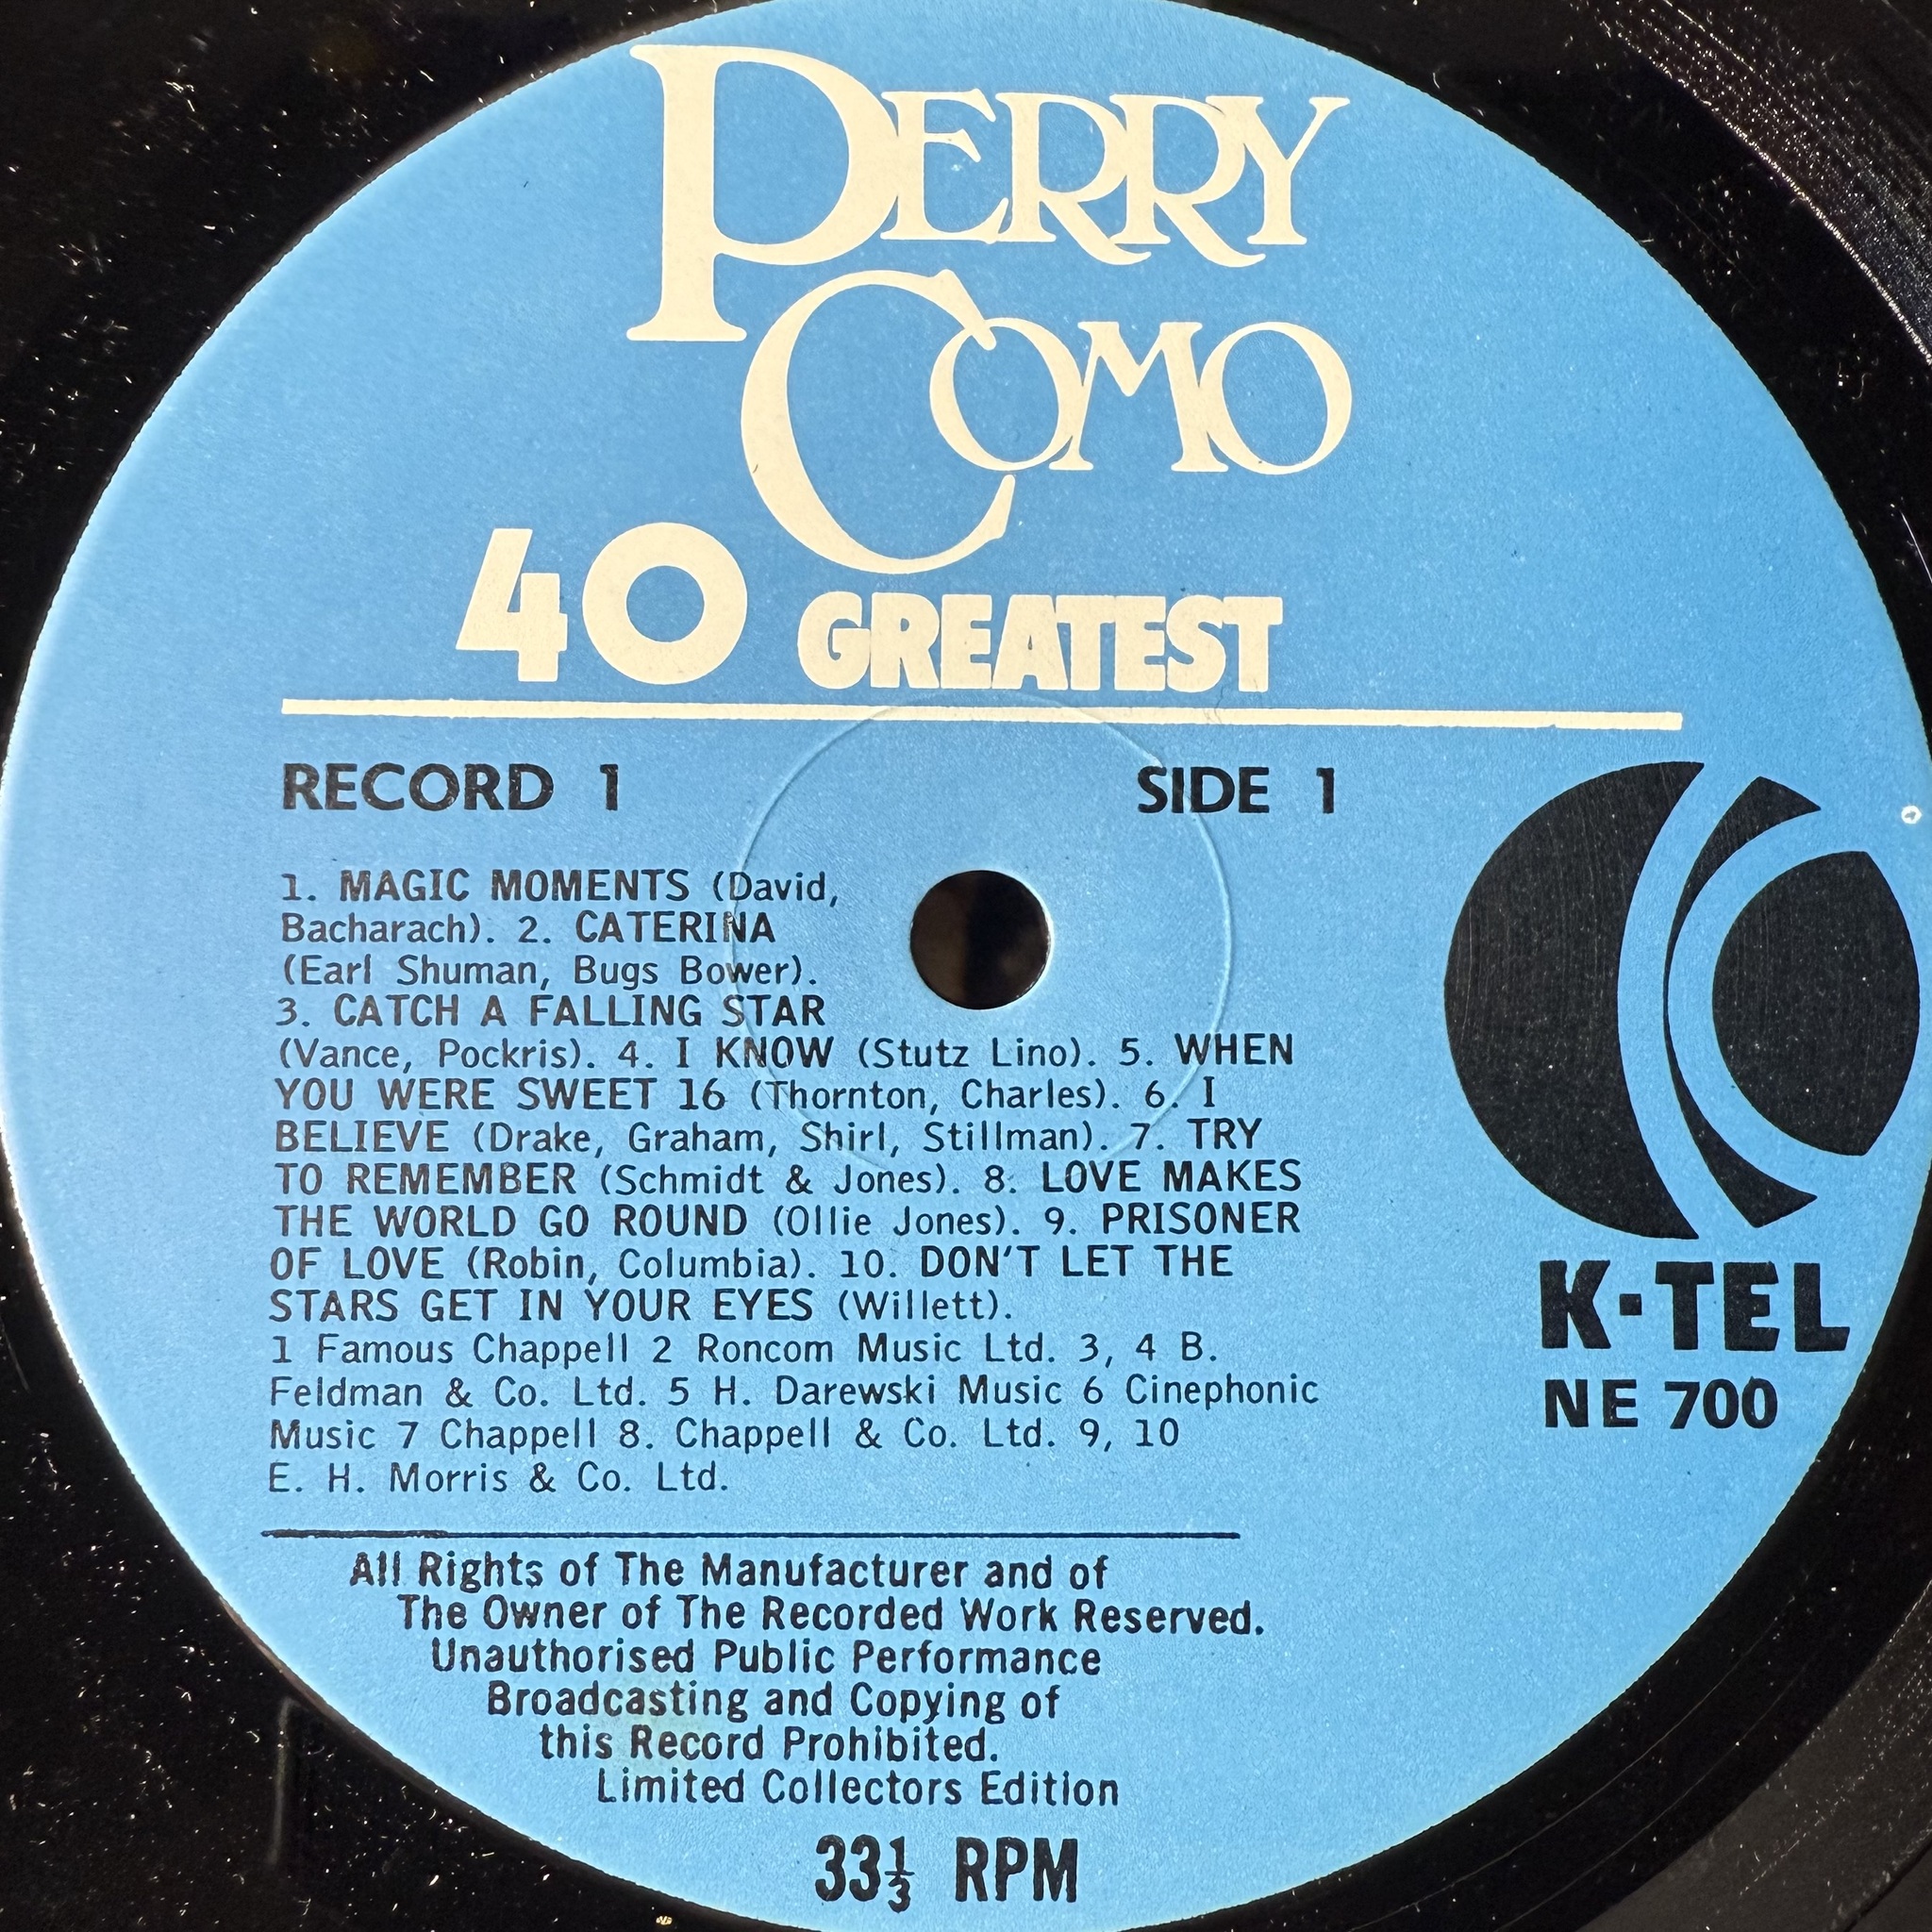 PERRY
COMO
40 GREATEST
RECORD 1 SIDE 1
1. MAGIC MOMENTS (David,
Bacharach). 2. CATERINA
(Earl Shuman, Bugs Bower).
3. CATCH A FALLING STAR
(Vance, Pockris). 4. I KNOW (Stutz Lino). 5. WHEN
YOU WERE SWEET 16 (Thornton, Charles). 6. I
BELIEVE (Drake, Graham, Shirl, Stillman). 7. TRY
TO REMEMBER (Schmidt & Jones). 8. LOVE MAKES
THE WORLD GO ROUND (Ollie Jones). 9. PRISONER
OF LOVE (Robin, Columbia). 10. DON'T LET THE
STARS GET IN YOUR EYES (Willett).
1 Famous Chappell 2 Roncom Music Ltd. 3, 4 B.
Feldman & Co. Ltd. 5 H. Darewski Music 6 Cinephonic
Music 7 Chappell 8. Chappell & Co. Ltd. 9, 10
E. H. Morris & Co. Ltd.
K-TEL
NE 700
All Rights of The Manufacturer and of
The Owner of The Recorded Work Reserved.
Unauthorised Public Performance
Broadcasting and Copying of
this Record Prohibited.
Limited Collectors Edition
33⅓ RPM